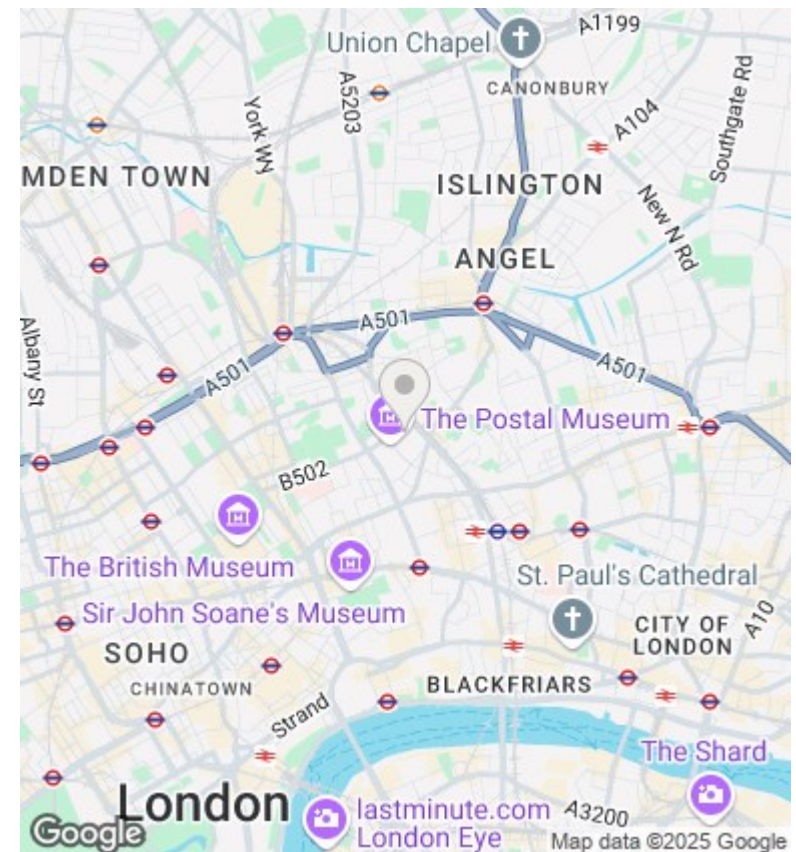 Union Chapel
A1199
CANONBURY
A5203
York Wy
A104
Southgate Rd
MDEN TOWN
ISLINGTON
New N Rd
ANGEL
A501
Albany St
A501
A501
The Postal Museum
B502
The British Museum
St. Paul's Cathedral
Sir John Soane's Museum
CITY OF
LONDON
A10
SOHO
CHINATOWN
BLACKFRIARS
Strand
The Shard
London
lastminute.com
London Eye
A3200
Google
Map data ©2025 Google